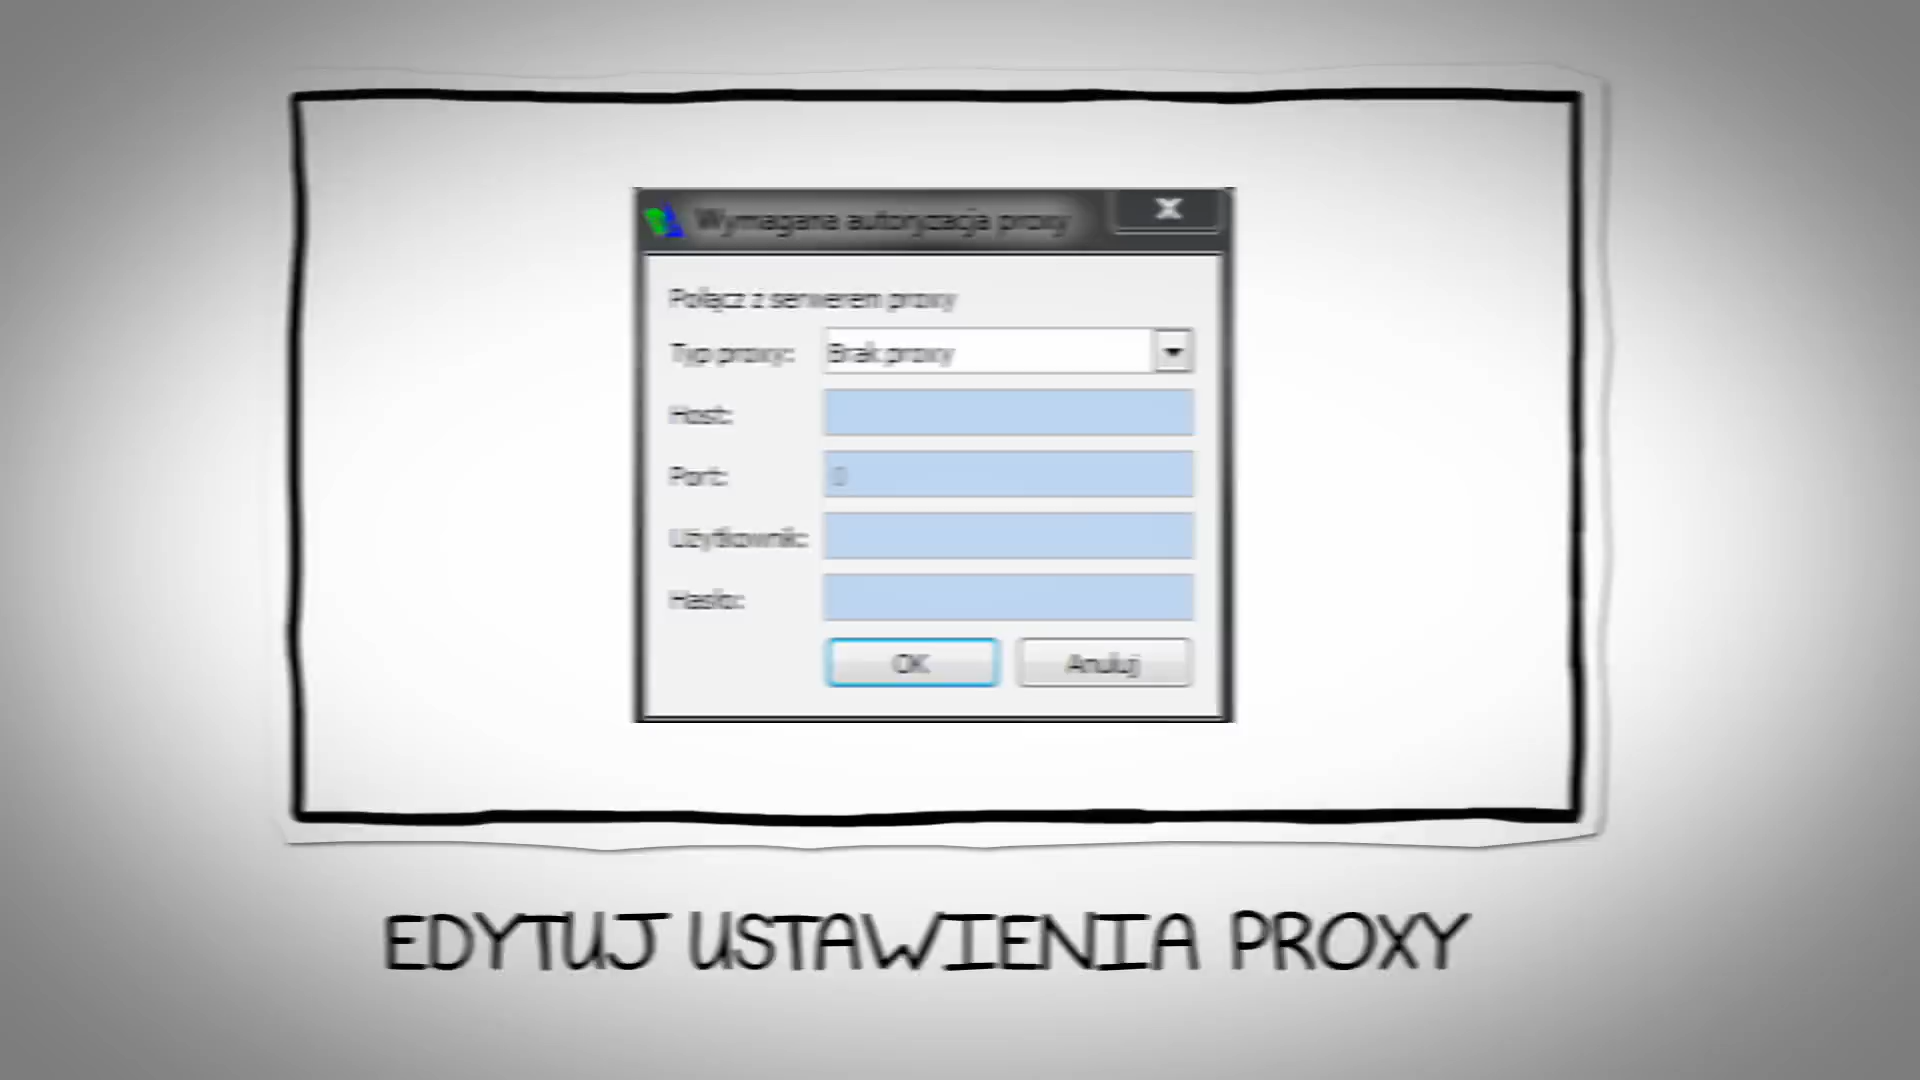 Wymagana autoryzacja proxy
Połącz z serwerem proxy
Typ proxy: Brak proxy
Host:
Port: 0
Użytkownik:
Hasło:
OK Anuluj
EDYTUJ USTAWIENIA PROXY